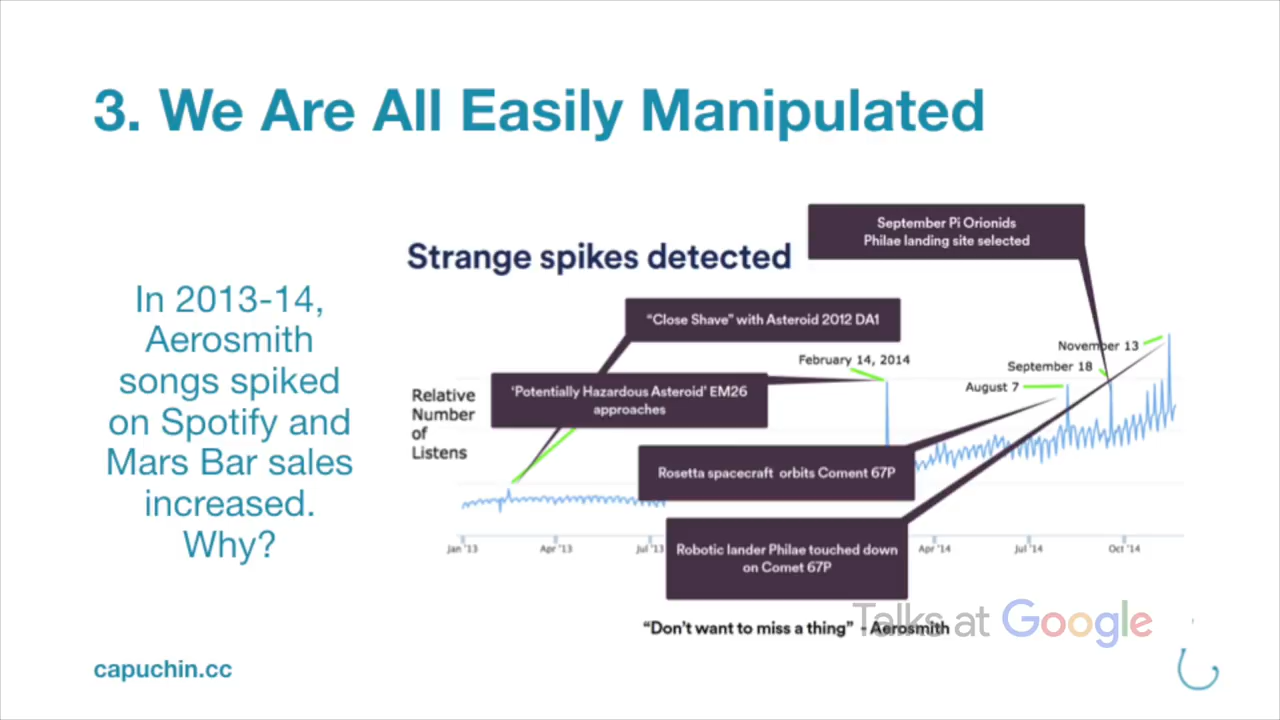 3. We Are All Easily Manipulated
In 2013-14,
Aerosmith
songs spiked
on Spotify and
Mars Bar sales
increased.
Why?
Strange spikes detected
September Pi Orionids
Philae landing site selected
"Close Shave" with Asteroid 2012 DA1
'Potentially Hazardous Asteroid' EM26
approaches
Relative
Number
of
Listens
February 14, 2014
November 13
September 18
August 7
Rosetta spacecraft orbits Coment 67P
Robotic lander Philae touched down
on Comet 67P
Jan '13
Apr '13
Jul '13
Apr '14
Jul '14
Oct '14
"Don't want to miss a thing" - Aerosmith
Talks at Google
capuchin.cc